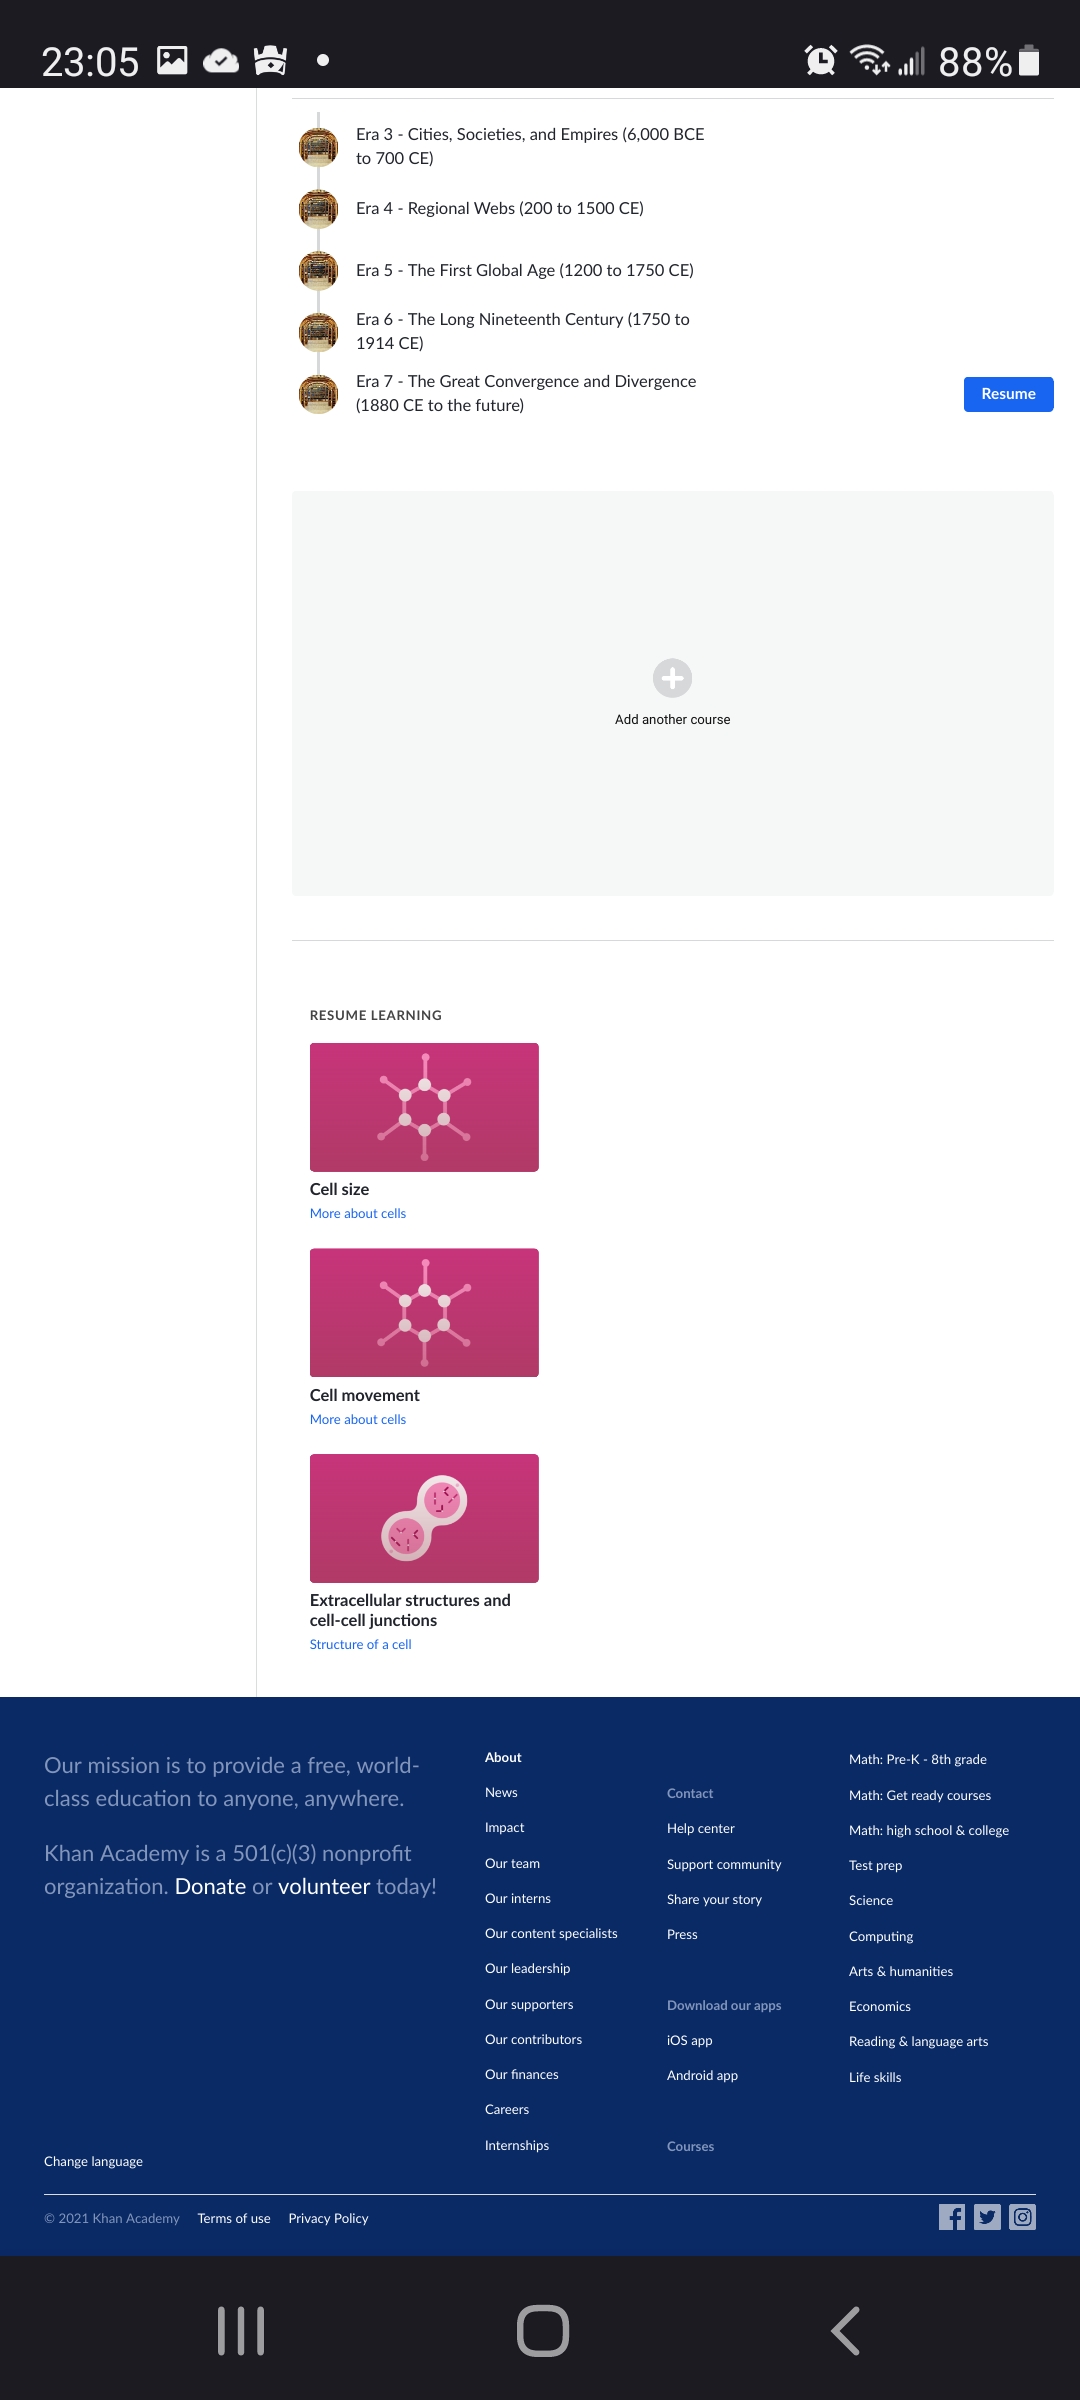 23:05
88%
Era 3 - Cities, Societies, and Empires (6,000 BCE
to 700 CE)
Era 4 - Regional Webs (200 to 1500 CE)
Era 5 - The First Global Age (1200 to 1750 CE)
Era 6 - The Long Nineteenth Century (1750 to
1914 CE)
Era 7 - The Great Convergence and Divergence
(1880 CE to the future)
Resume
Add another course
RESUME LEARNING
Cell size
More about cells
Cell movement
More about cells
Extracellular structures and
cell-cell junctions
Structure of a cell
Our mission is to provide a free, world-
class education to anyone, anywhere.
Khan Academy is a 501(c)(3) nonprofit
organization. Donate or volunteer today!
About
News
Impact
Our team
Our interns
Our content specialists
Our leadership
Our supporters
Our contributors
Our finances
Careers
Internships
Contact
Help center
Support community
Share your story
Press
Download our apps
iOS app
Android app
Courses
Math: Pre-K - 8th grade
Math: Get ready courses
Math: high school & college
Test prep
Science
Computing
Arts & humanities
Economics
Reading & language arts
Life skills
Change language
© 2021 Khan Academy Terms of use Privacy Policy